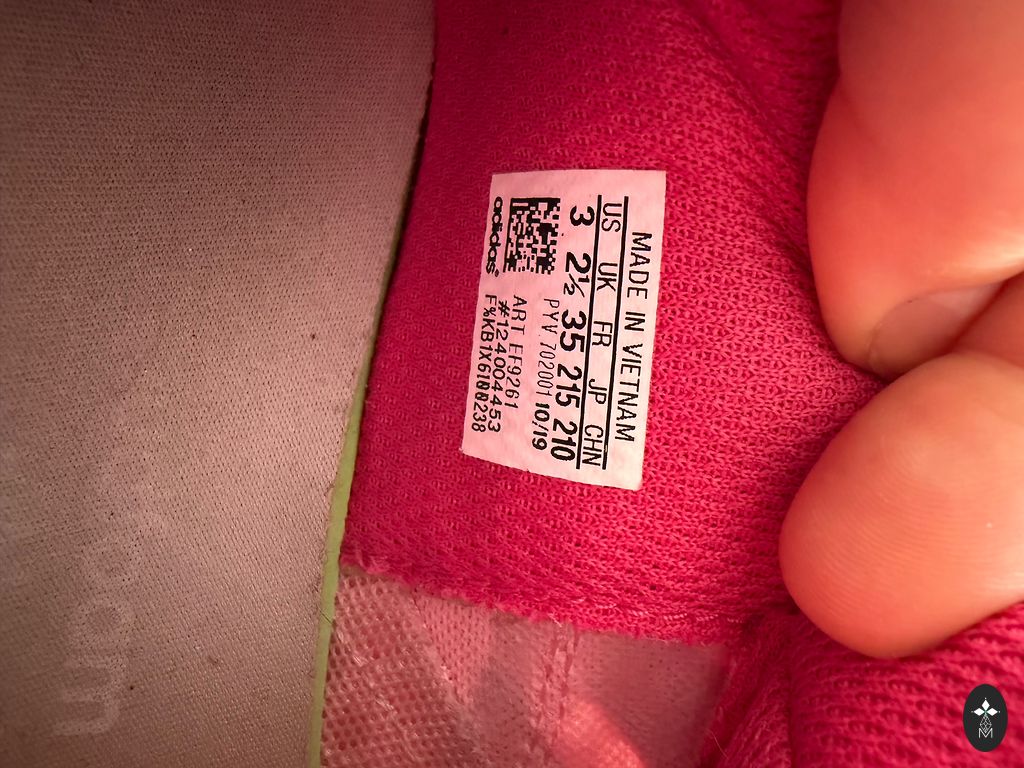 MADE IN VIETNAM
US UK FR JP CHN
3 2½ 35 215 210
PYV 702001 10/19
ART EF9261
#124004453
F%KB1X6100238
adidas®